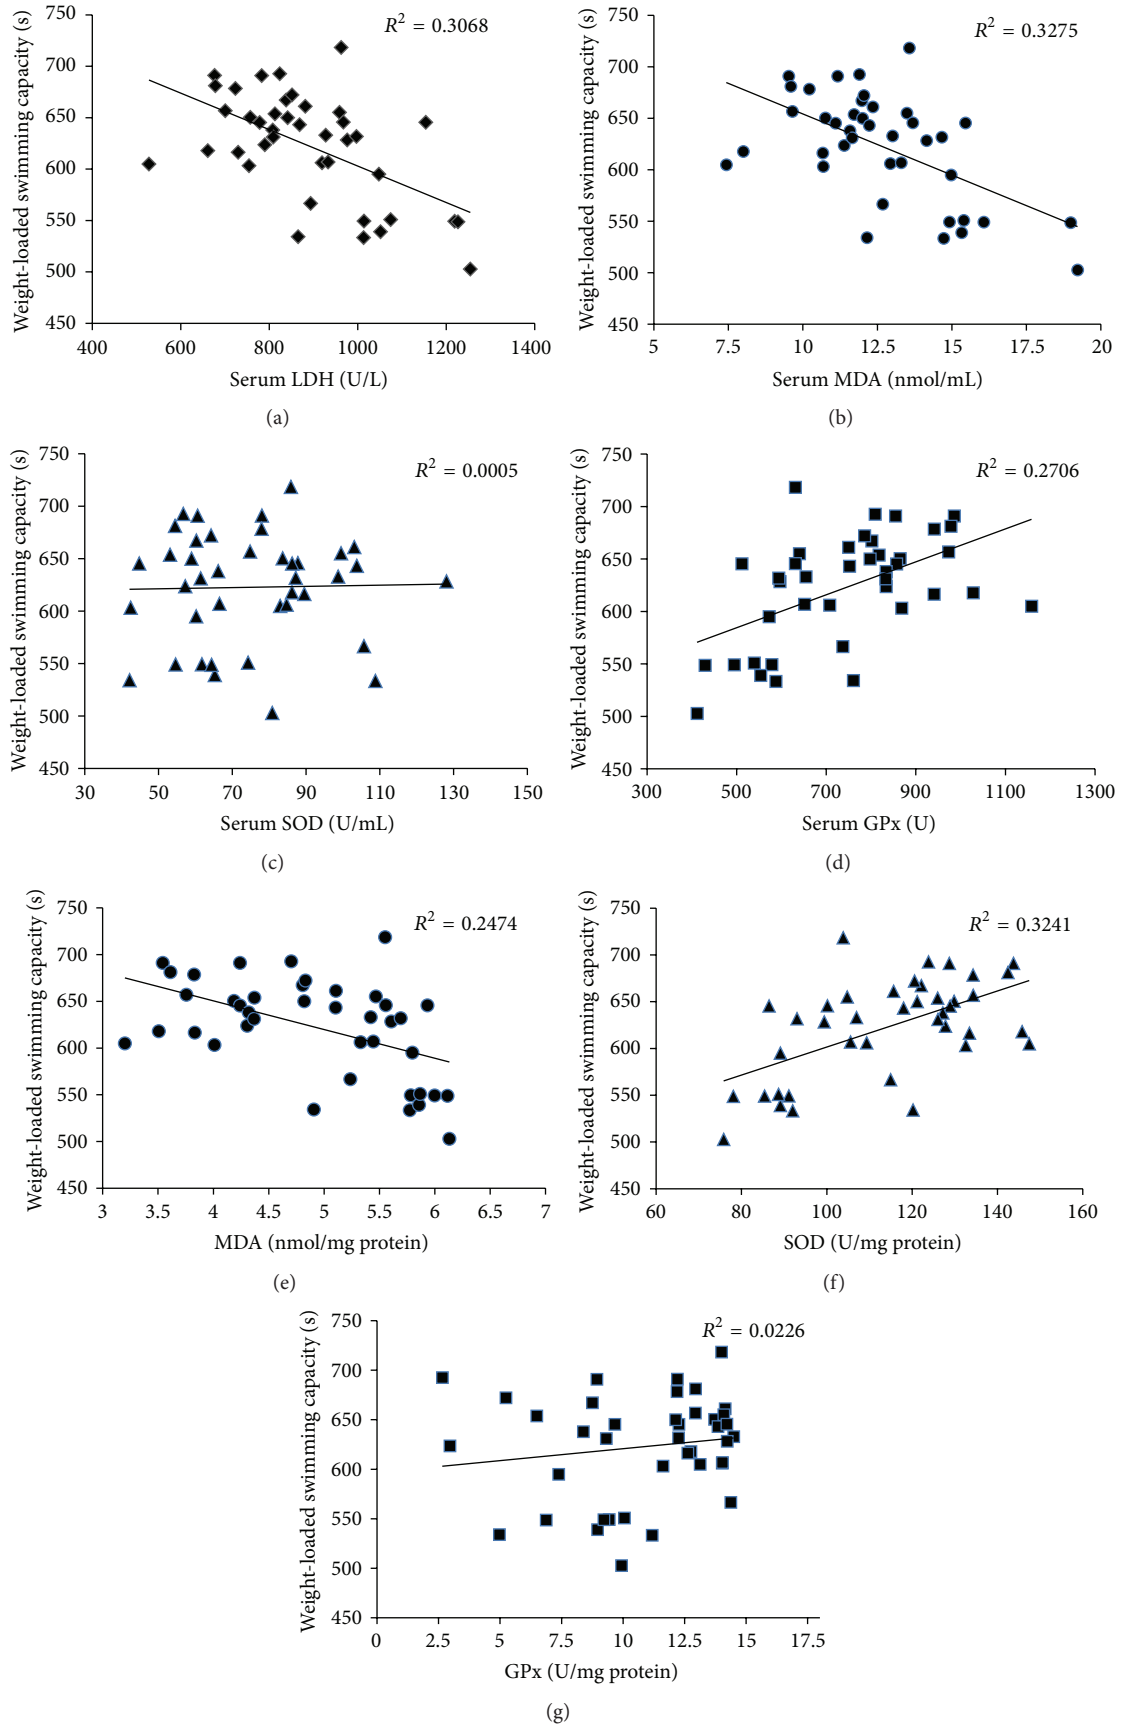 Weight-loaded swimming capacity (s)
750
700
650
600
550
500
450
R² = 0.3068
400 600 800 1000 1200 1400
Serum LDH (U/L)
(a)
Weight-loaded swimming capacity (s)
750
700
650
600
550
500
450
R² = 0.3275
5 7.5 10 12.5 15 17.5 20
Serum MDA (nmol/mL)
(b)
Weight-loaded swimming capacity (s)
750
700
650
600
550
500
450
R² = 0.0005
30 50 70 90 110 130 150
Serum SOD (U/mL)
(c)
Weight-loaded swimming capacity (s)
750
700
650
600
550
500
450
R² = 0.2706
300 500 700 900 1100 1300
Serum GPx (U)
(d)
Weight-loaded swimming capacity (s)
750
700
650
600
550
500
450
R² = 0.2474
3 3.5 4 4.5 5 5.5 6 6.5 7
MDA (nmol/mg protein)
(e)
Weight-loaded swimming capacity (s)
750
700
650
600
550
500
450
R² = 0.3241
60 80 100 120 140 160
SOD (U/mg protein)
(f)
Weight-loaded swimming capacity (s)
750
700
650
600
550
500
450
R² = 0.0226
0 2.5 5 7.5 10 12.5 15 17.5
GPx (U/mg protein)
(g)